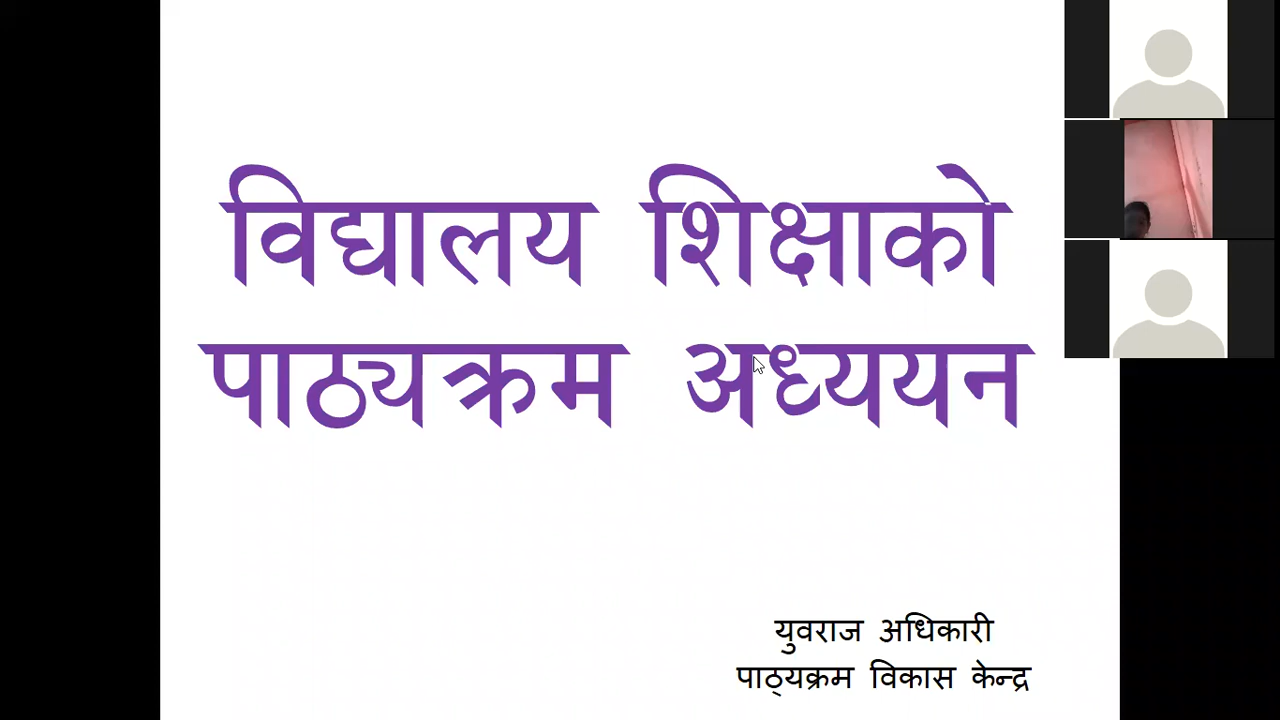 विद्यालय शिक्षाको
पाठ्यक्रम अध्ययन
युवराज अधिकारी
पाठ्यक्रम विकास केन्द्र